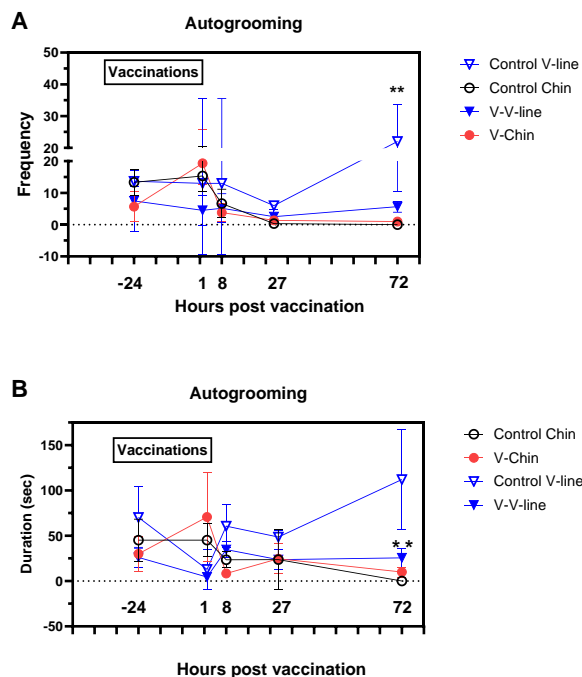 A
Autogrooming
Vaccinations
Frequency
50
40
30
20
20
10
0
-10
**
-24 1 8 27 72
Hours post vaccination
Control V-line
Control Chin
V-V-line
V-Chin
B
Autogrooming
Vaccinations
Duration (sec)
150
100
50
0
-50
**
-24 1 8 27 72
Hours post vaccination
Control Chin
V-Chin
Control V-line
V-V-line